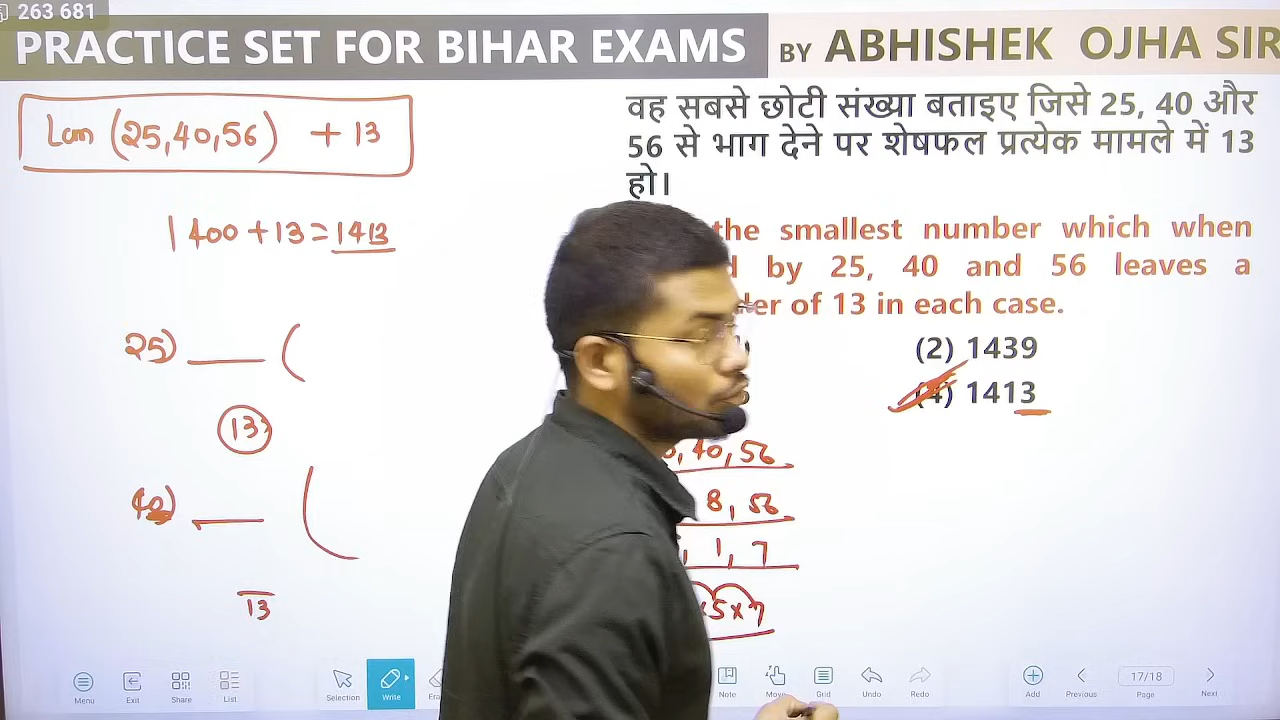 263 681
PRACTICE SET FOR BIHAR EXAMS BY ABHISHEK OJHA SIR
Lcm (25,40,56) + 13
1400 + 13 = 1413
25)
13
40)
13
वह सबसे छोटी संख्या बताइए जिसे 25, 40 और
56 से भाग देने पर शेषफल प्रत्येक मामले में 13
हो।
the smallest number which when
by 25, 40 and 56 leaves a
of 13 in each case.
(2) 1439
(4) 1413
, 40, 56
8, 56
, 1, 7
×5×7
Menu
Exit
Share
List
Selection
Write
Note
Move
Grid
Undo
Redo
Add
Previous
17/18
Page
Next